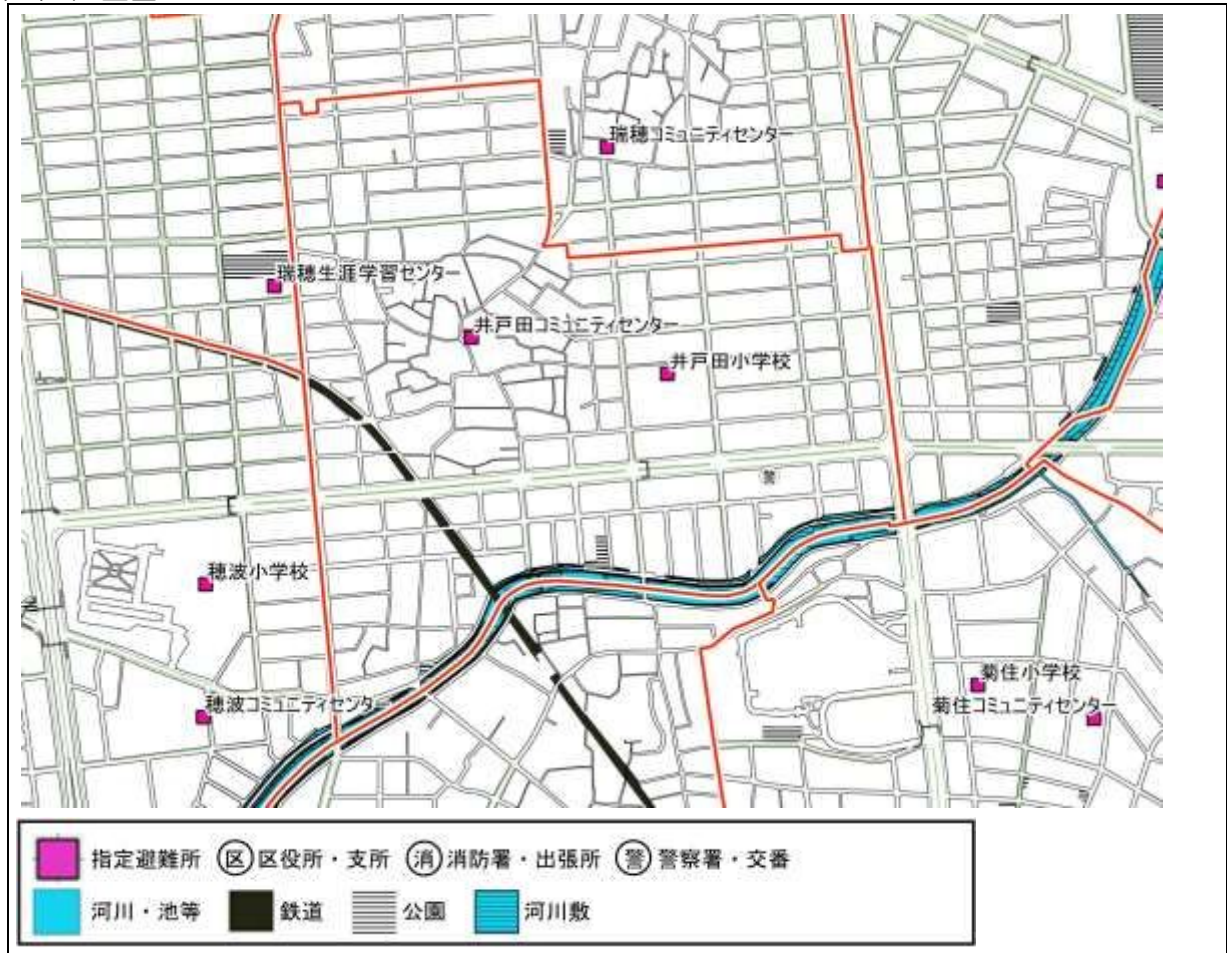 瑞穂コミュニティセンター
瑞穂生涯学習センター
井戸田コミュニティセンター
井戸田小学校
警
穂波小学校
菊住小学校
穂波コミュニティセンター
菊住コミュニティセンター
指定避難所 区 区役所・支所 消 消防署・出張所 警 警察署・交番
河川・池等 鉄道 公園 河川敷